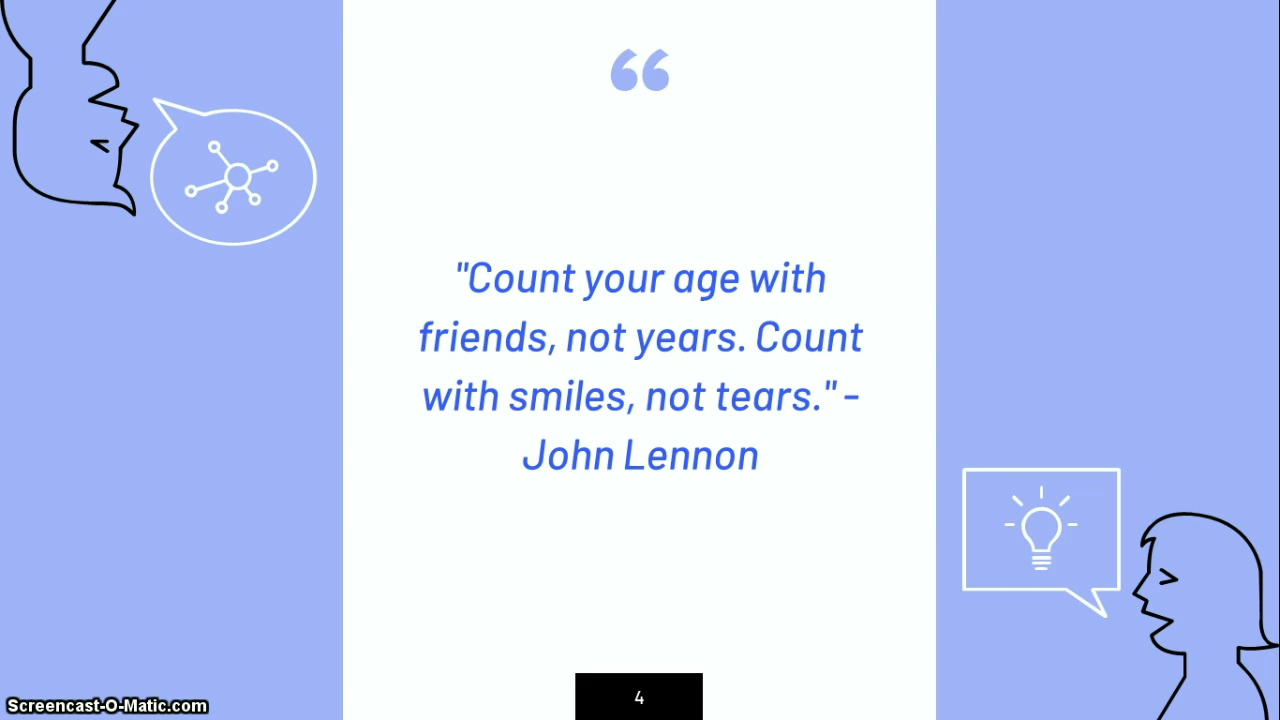 “
"Count your age with
friends, not years. Count
with smiles, not tears." -
John Lennon
4
Screencast-O-Matic.com